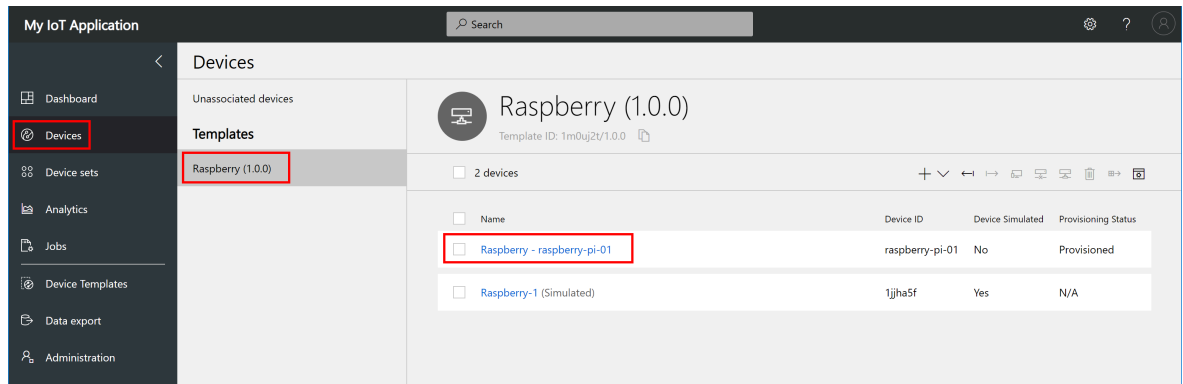 My IoT Application
Search
?
Devices
Dashboard
Devices
Device sets
Analytics
Jobs
Device Templates
Data export
Administration
Unassociated devices
Templates
Raspberry (1.0.0)
Raspberry (1.0.0)
Template ID: 1m0uj2t/1.0.0
2 devices
Name Device ID Device Simulated Provisioning Status
Raspberry - raspberry-pi-01 raspberry-pi-01 No Provisioned
Raspberry-1 (Simulated) 1jjha5f Yes N/A